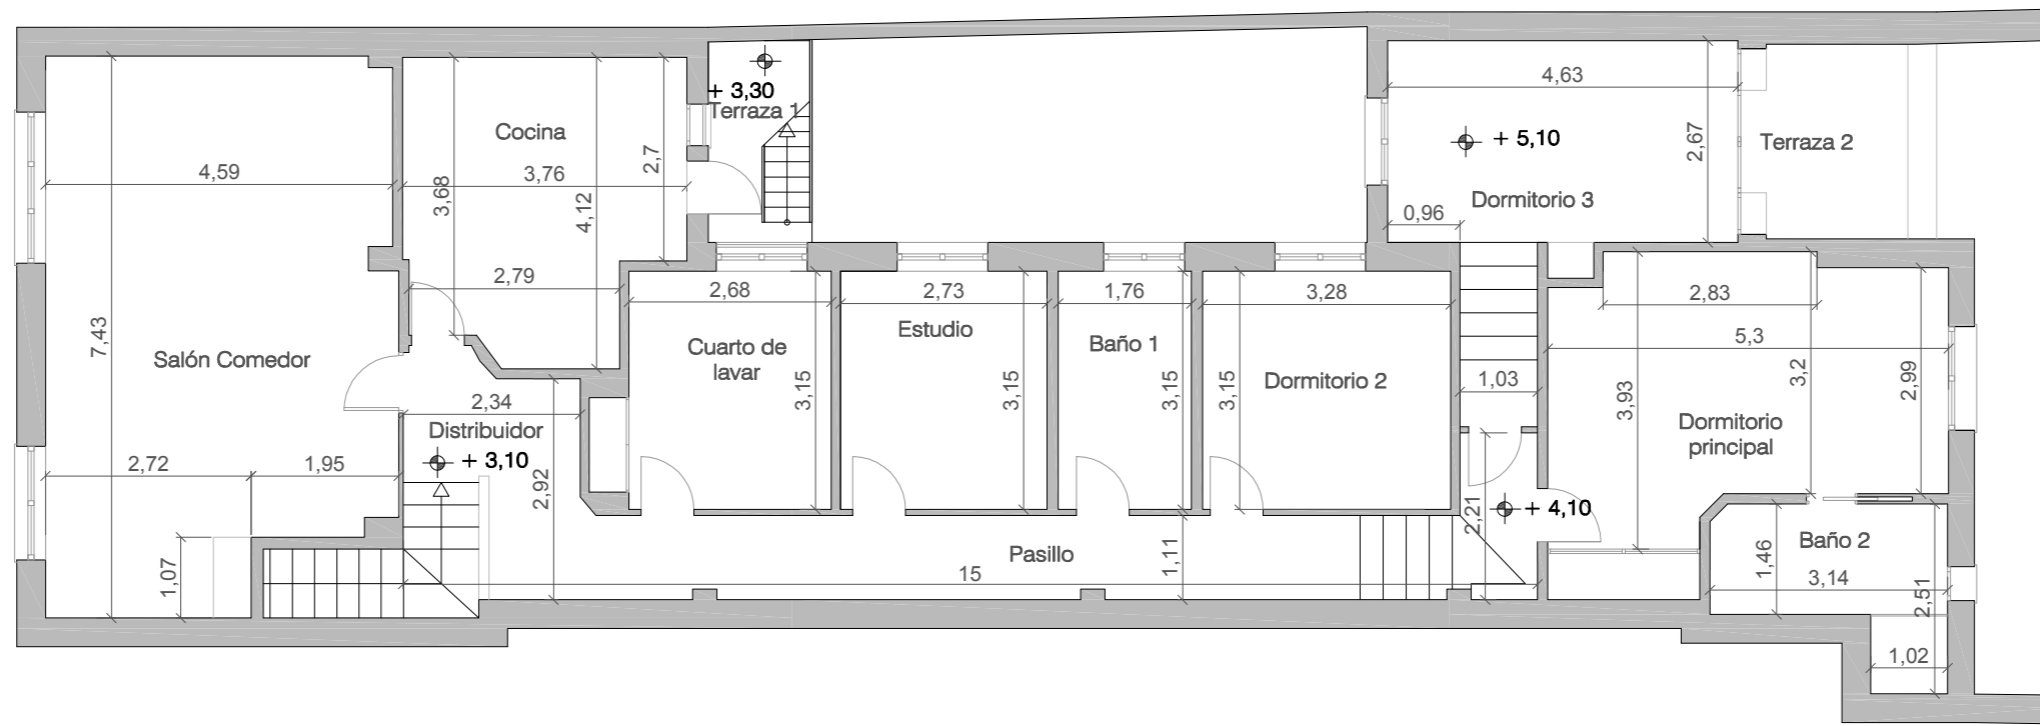 + 3,30
Terraza 1
Cocina
4,59
3,76
3,68
4,12
2,7
2,79
7,43
Salón Comedor
2,72
1,95
1,07
2,34
Distribuidor
+ 3,10
2,92
2,68
Cuarto de
lavar
3,15
2,73
Estudio
3,15
1,76
Baño 1
3,15
3,28
3,15
Dormitorio 2
Pasillo
15
1,11
4,63
+ 5,10
2,67
Dormitorio 3
0,96
Terraza 2
1,03
2,21
+ 4,10
2,83
5,3
3,93
3,2
2,99
Dormitorio
principal
Baño 2
1,46
3,14
2,51
1,02